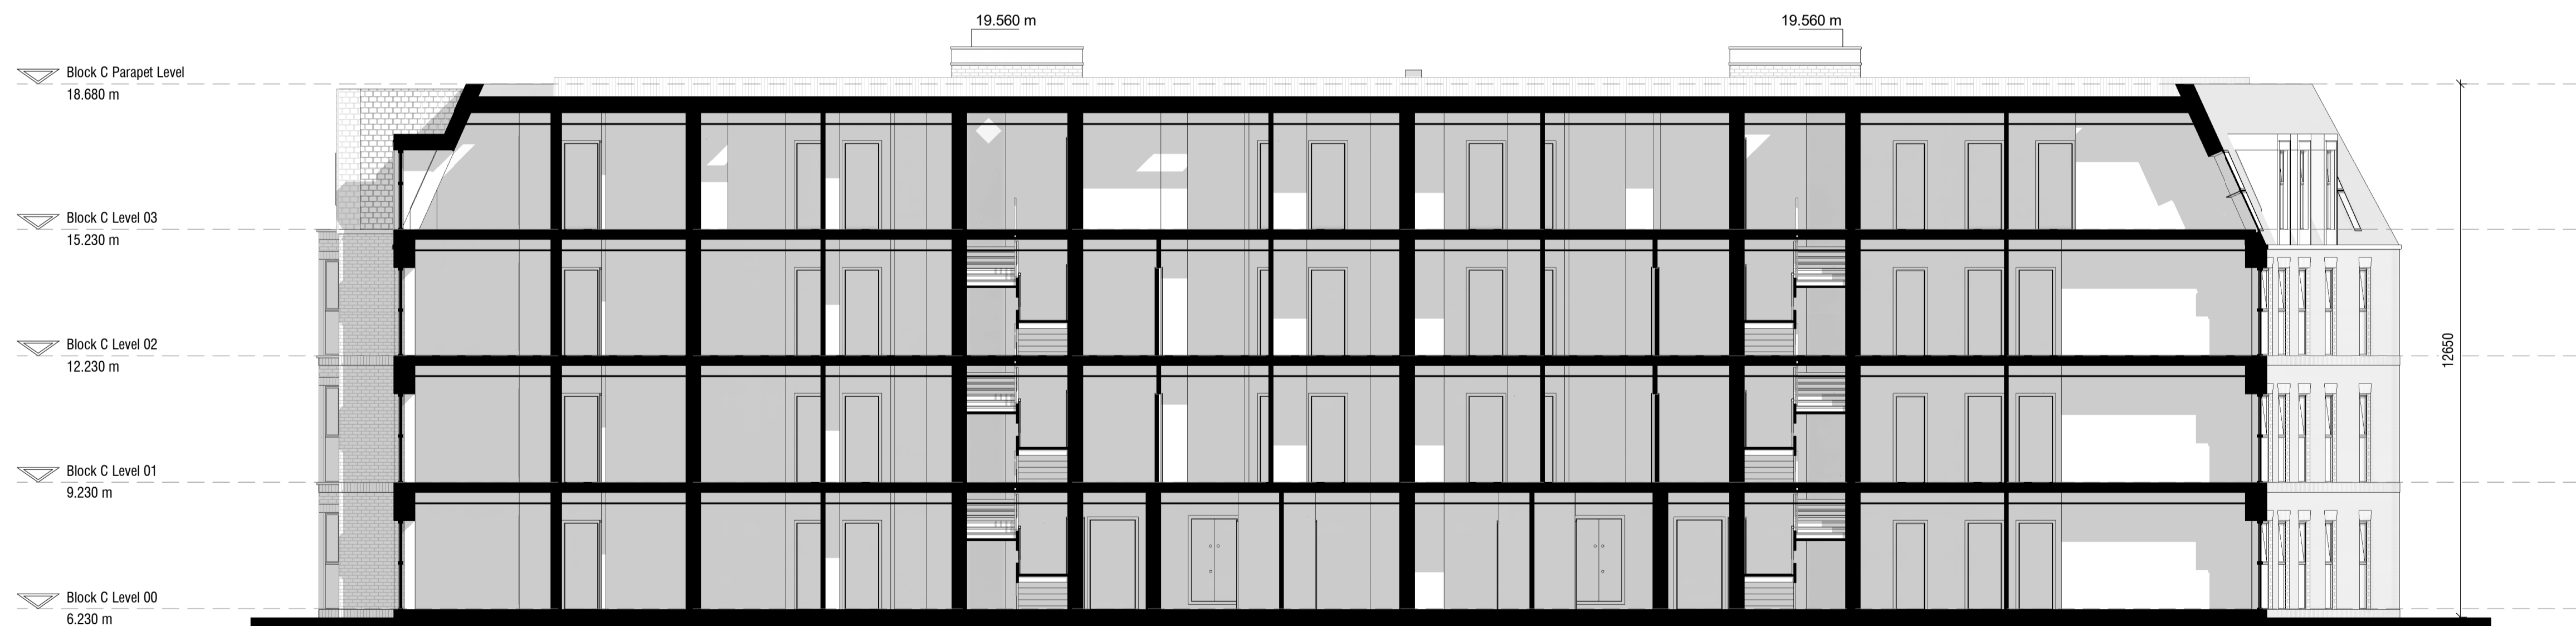 19.560 m
19.560 m
Block C Parapet Level
18.680 m
Block C Level 03
15.230 m
Block C Level 02
12.230 m
12650
Block C Level 01
9.230 m
Block C Level 00
6.230 m